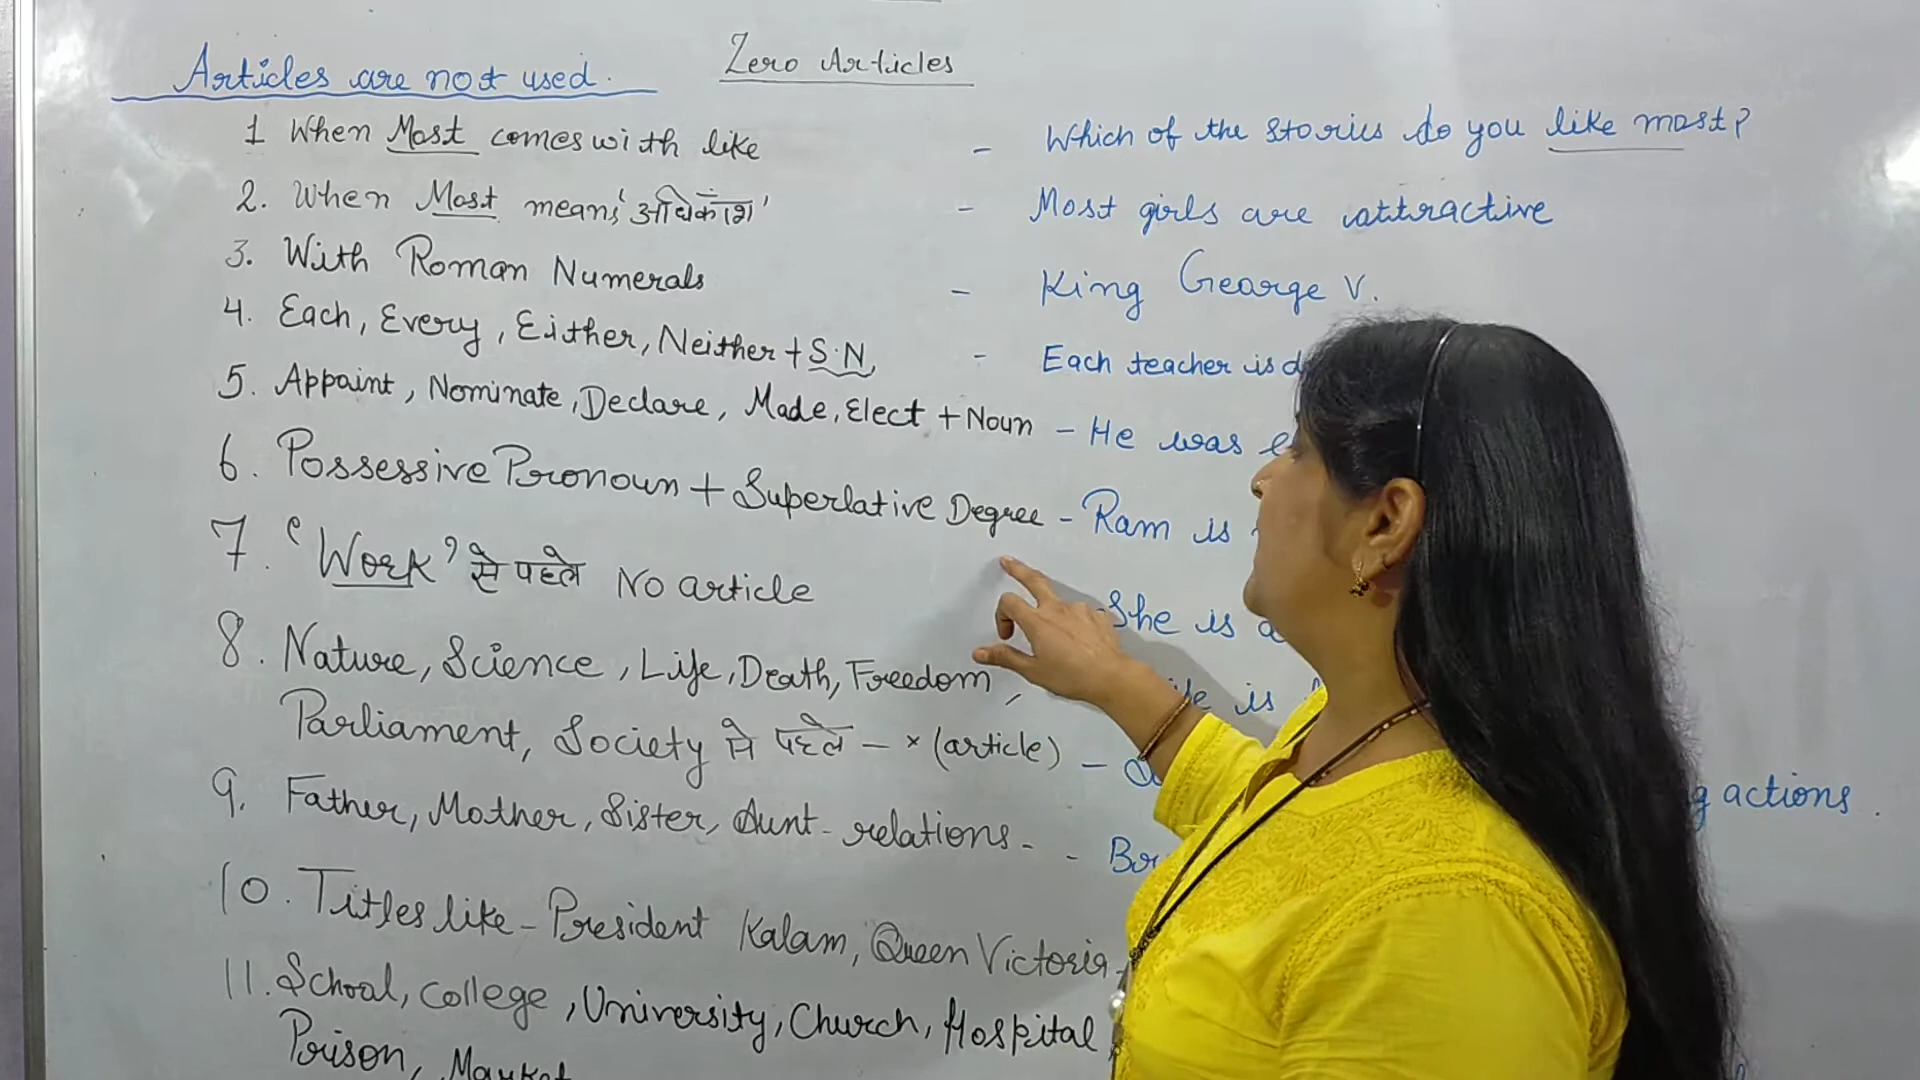 Articles are not used.
Zero Articles
1 When Most comes with like - Which of the stories do you like most?
2. When Most means 'अधिकांश' - Most girls are attractive
3. With Roman Numerals - King George V.
4. Each, Every, Either, Neither + S.N, - Each teacher is
5. Appoint, Nominate, Declare, Made, Elect + Noun - He was
6. Possessive Pronoun + Superlative Degree - Ram is
7. 'Work' से पहले No article - She is
8. Nature, Science, Life, Death, Freedom, is
Parliament, Society से पहले - × (article) - actions.
9. Father, Mother, Sister, Aunt - relations. -
10. Titles like - President Kalam, Queen Victoria
11. School, College, University, Church, Hospital
Prison, Market